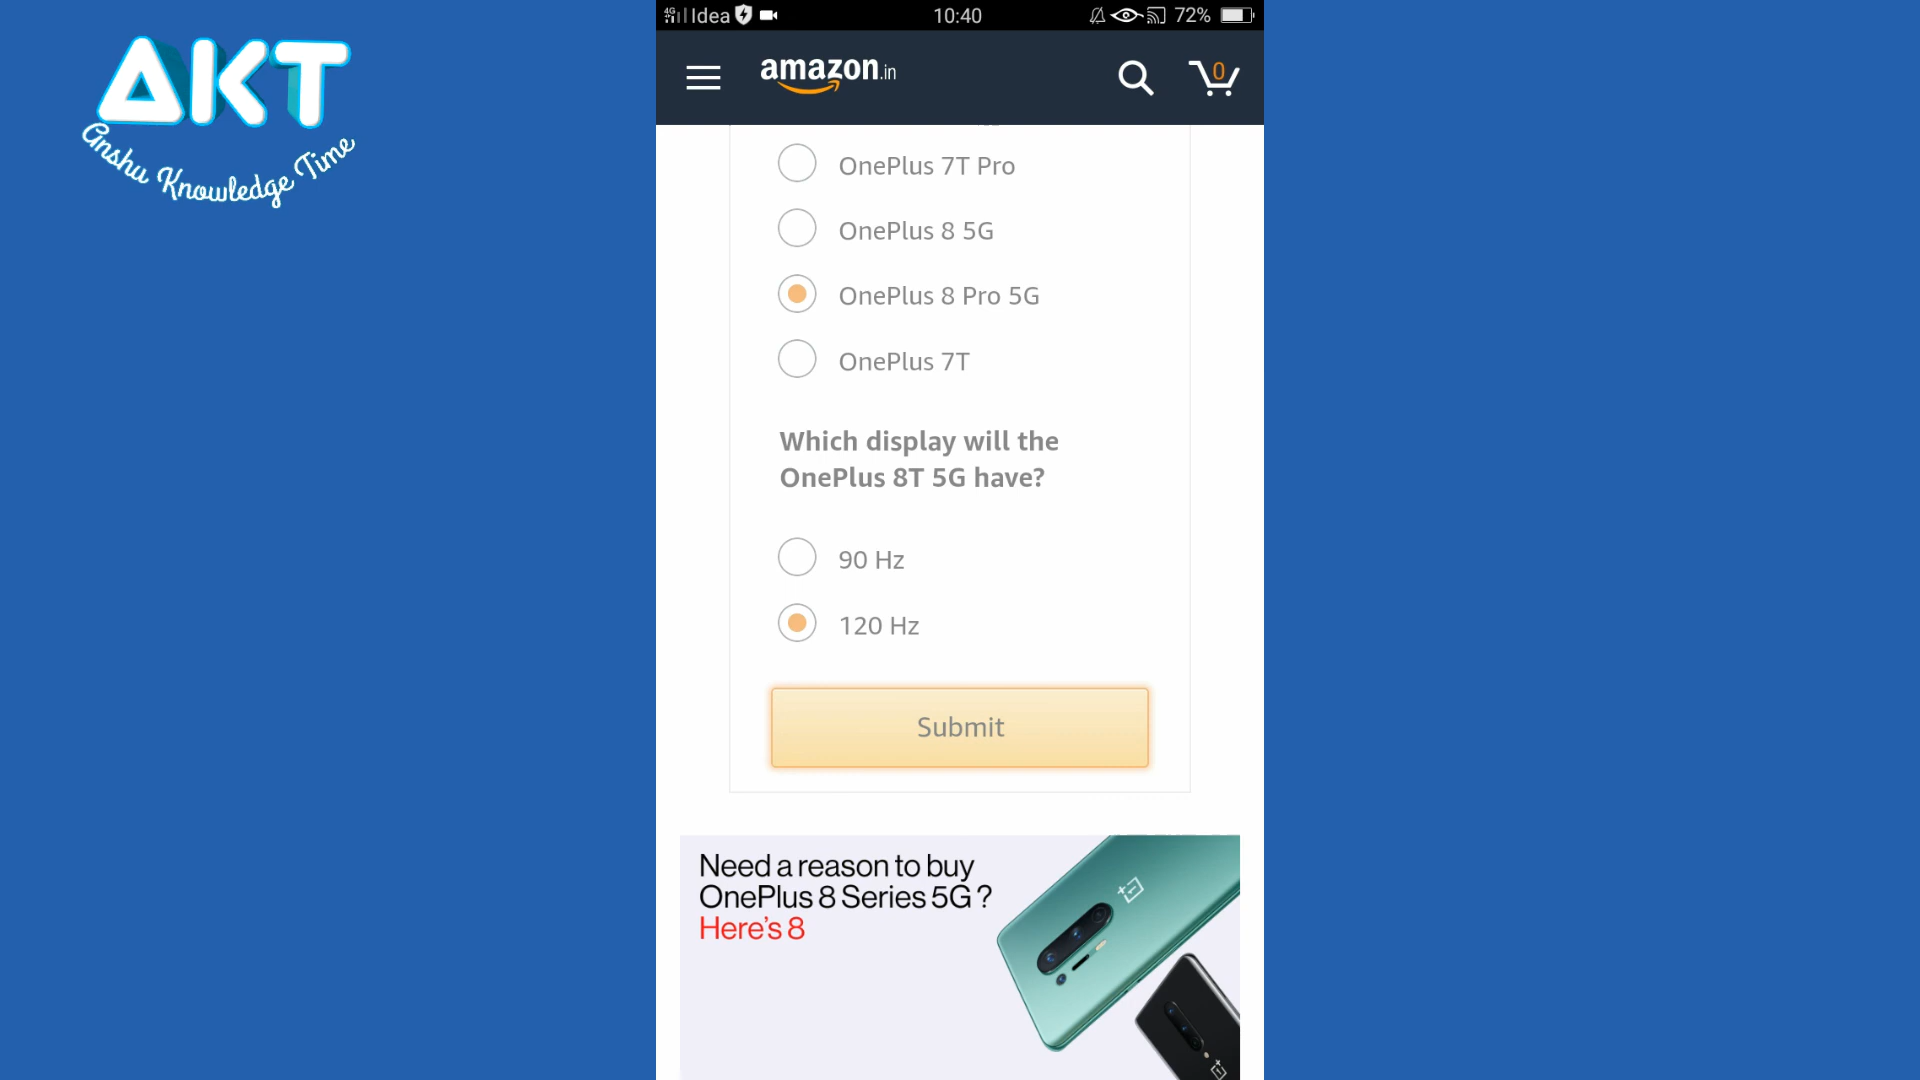 AKT
Anshu Knowledge Time
4G Idea 10:40 72%
amazon.in 0
OnePlus 7T Pro
OnePlus 8 5G
OnePlus 8 Pro 5G
OnePlus 7T
Which display will the
OnePlus 8T 5G have?
90 Hz
120 Hz
Submit
Need a reason to buy
OnePlus 8 Series 5G ?
Here's 8